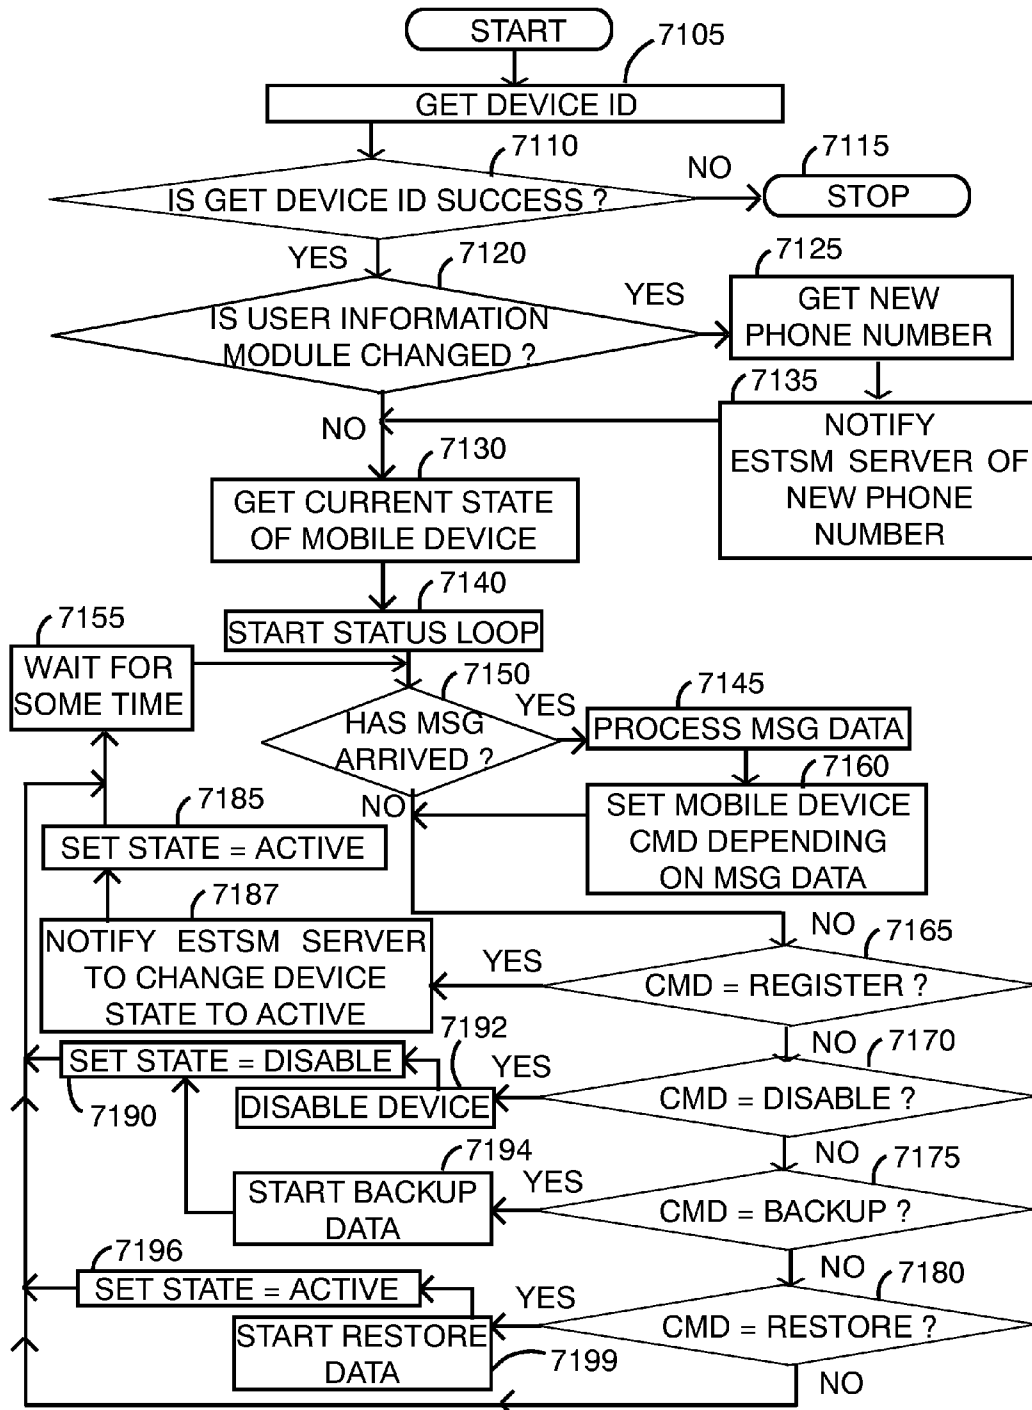 START
7105
GET DEVICE ID
7110
IS GET DEVICE ID SUCCESS ?
NO
7115
STOP
YES
7120
IS USER INFORMATION
MODULE CHANGED ?
YES
7125
GET NEW
PHONE NUMBER
NO
7135
NOTIFY
ESTSM SERVER OF
NEW PHONE
NUMBER
7130
GET CURRENT STATE
OF MOBILE DEVICE
7140
START STATUS LOOP
7155
WAIT FOR
SOME TIME
7150
HAS MSG
ARRIVED ?
YES
7145
PROCESS MSG DATA
NO
7160
SET MOBILE DEVICE
CMD DEPENDING
ON MSG DATA
7185
SET STATE = ACTIVE
7187
NOTIFY ESTSM SERVER
TO CHANGE DEVICE
STATE TO ACTIVE
NO
7165
YES
CMD = REGISTER ?
7192
NO
7170
SET STATE = DISABLE
YES
7190
DISABLE DEVICE
CMD = DISABLE ?
7194
NO
7175
START BACKUP
DATA
YES
CMD = BACKUP ?
7196
NO
7180
SET STATE = ACTIVE
YES
START RESTORE
DATA
7199
CMD = RESTORE ?
NO